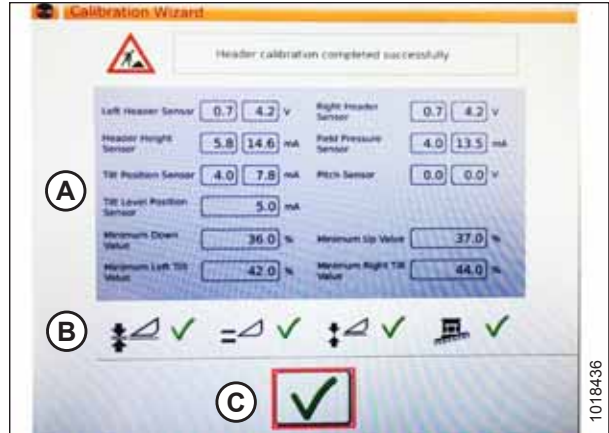 Calibration Wizard
Header calibration completed successfully
Left Header Sensor 0.7 4.2 v
Right Header Sensor 0.7 4.2 v
Header Height Sensor 5.8 14.6 mA
Field Pressure Sensor 4.0 13.5 mA
Tilt Position Sensor 4.0 7.8 mA
Pitch Sensor 0.0 0.0 v
Tilt Level Position Sensor 5.0 mA
Minimum Down Value 36.0 %
Minimum Up Value 37.0 %
Minimum Left Tilt Value 42.0 %
Minimum Right Tilt Value 44.0 %
A
B
C
1018436